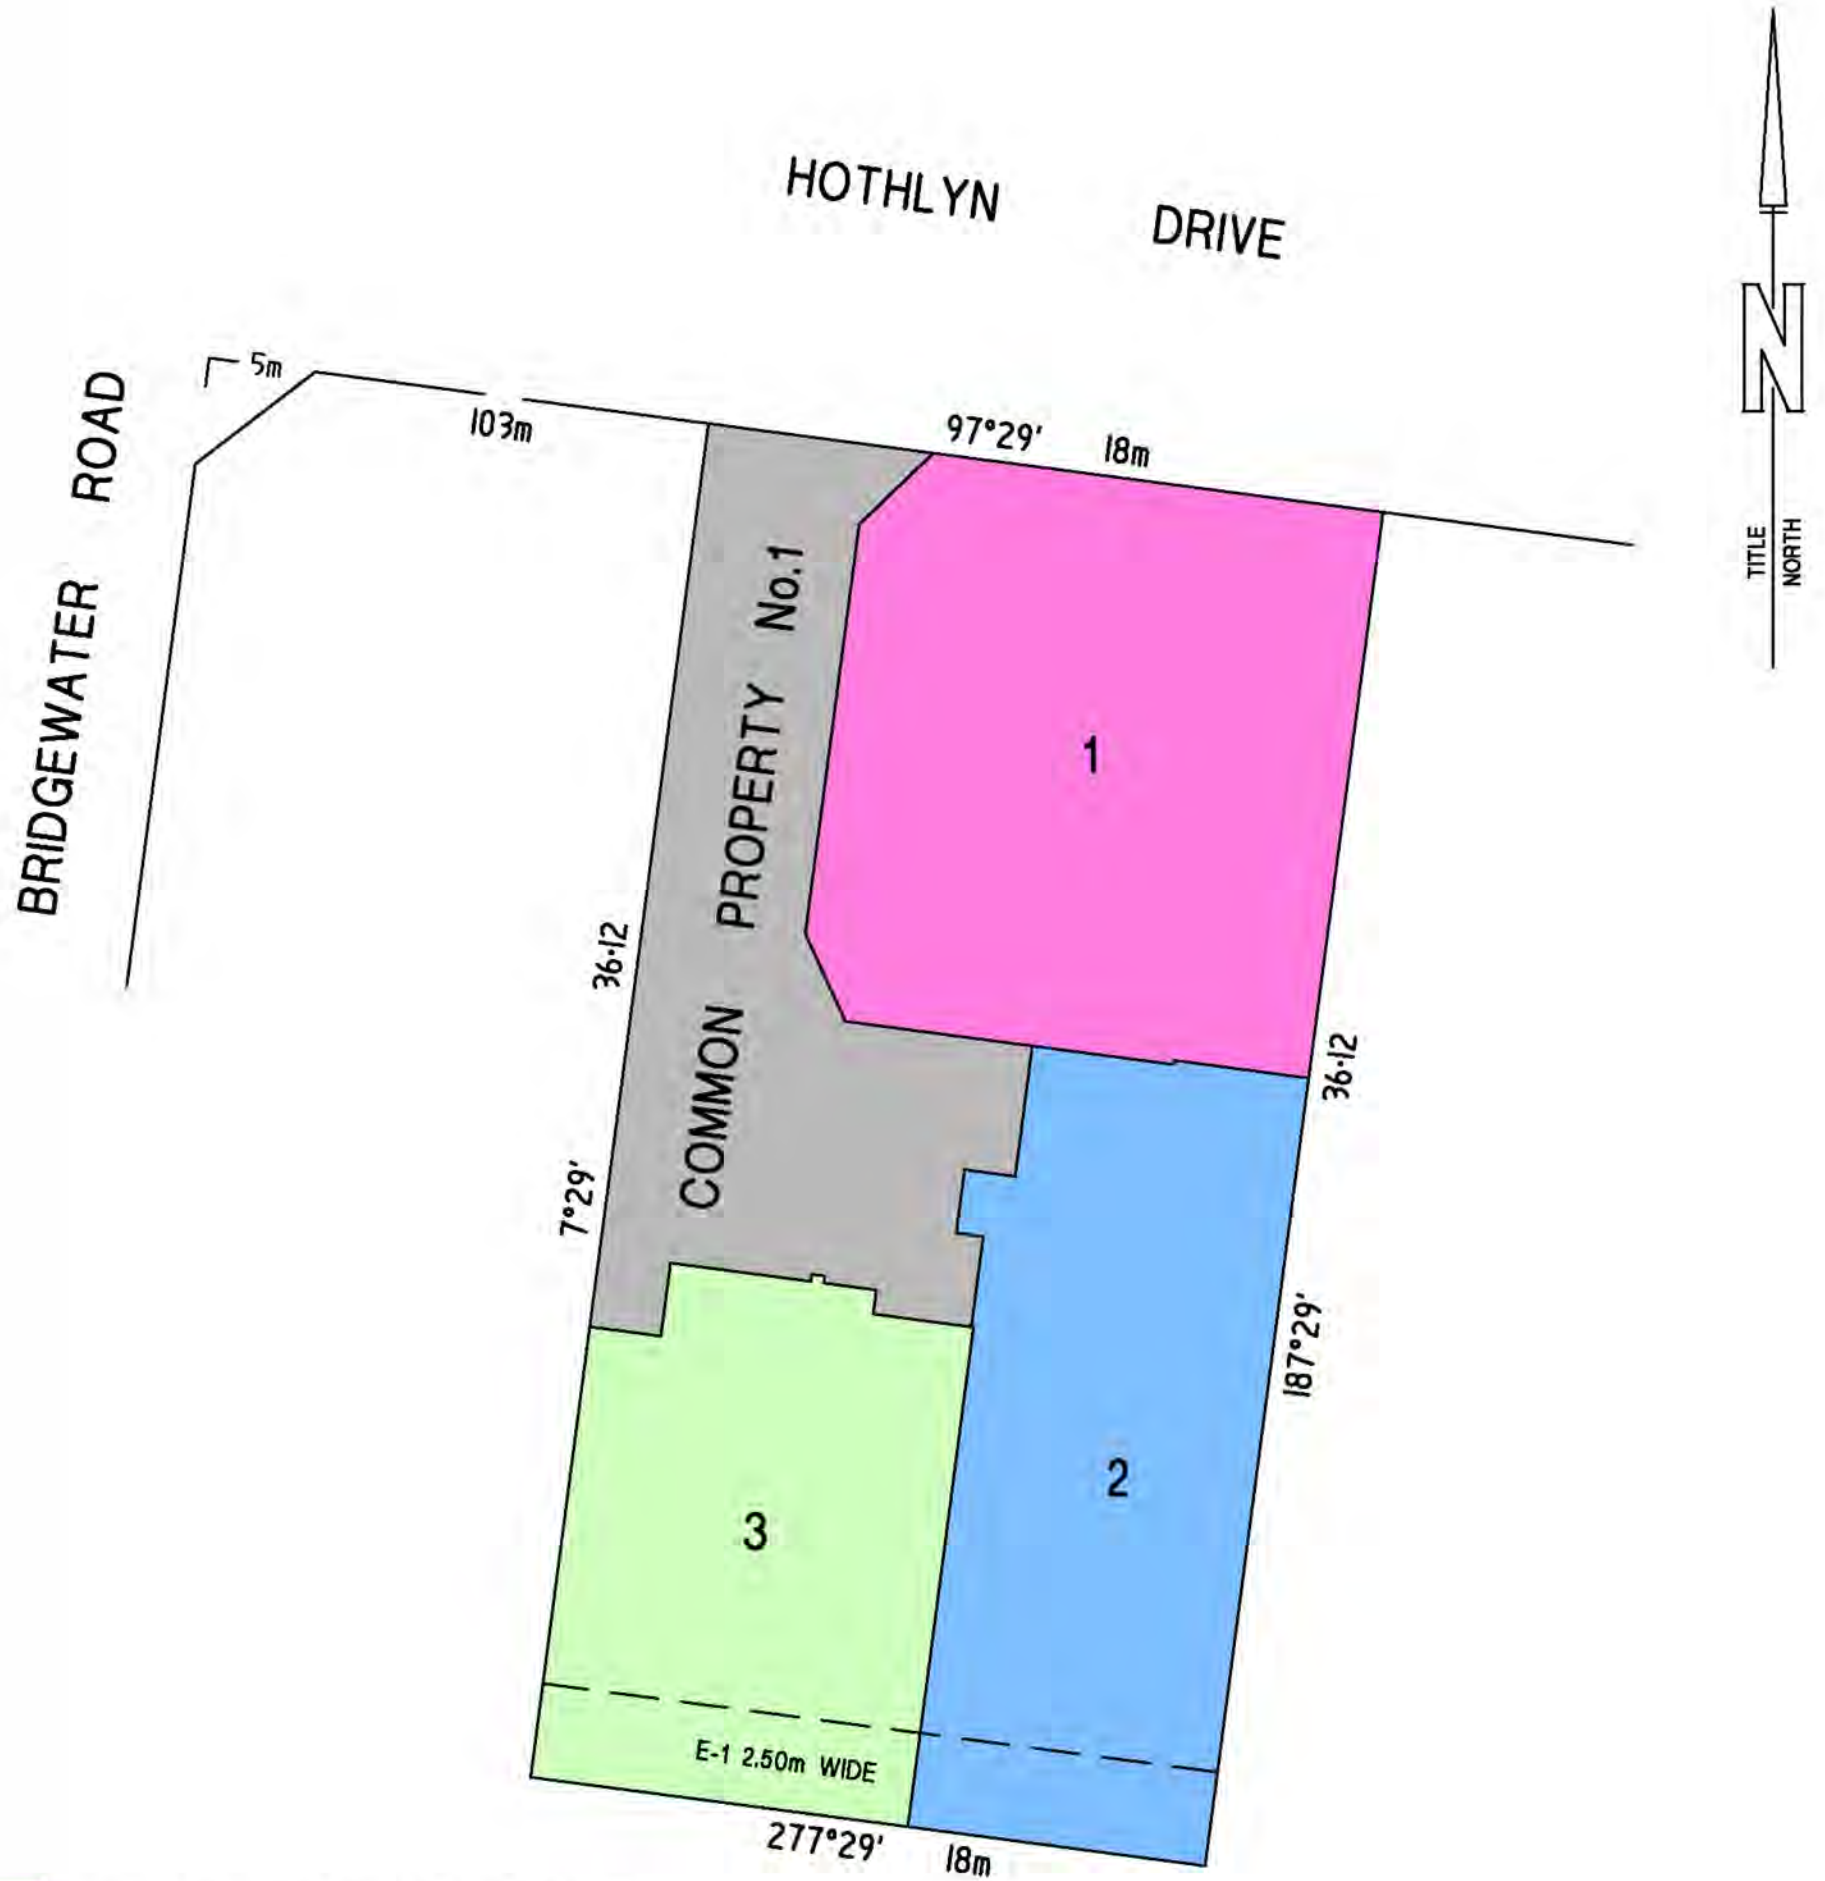 HOTHLYN DRIVE
N
TITLE NORTH
BRIDGEWATER ROAD
5m
103m
97°29' 18m
COMMON PROPERTY No.1
1
36·12
36·12
7°29'
187°29'
2
3
E-1 2.50m WIDE
277°29' 18m